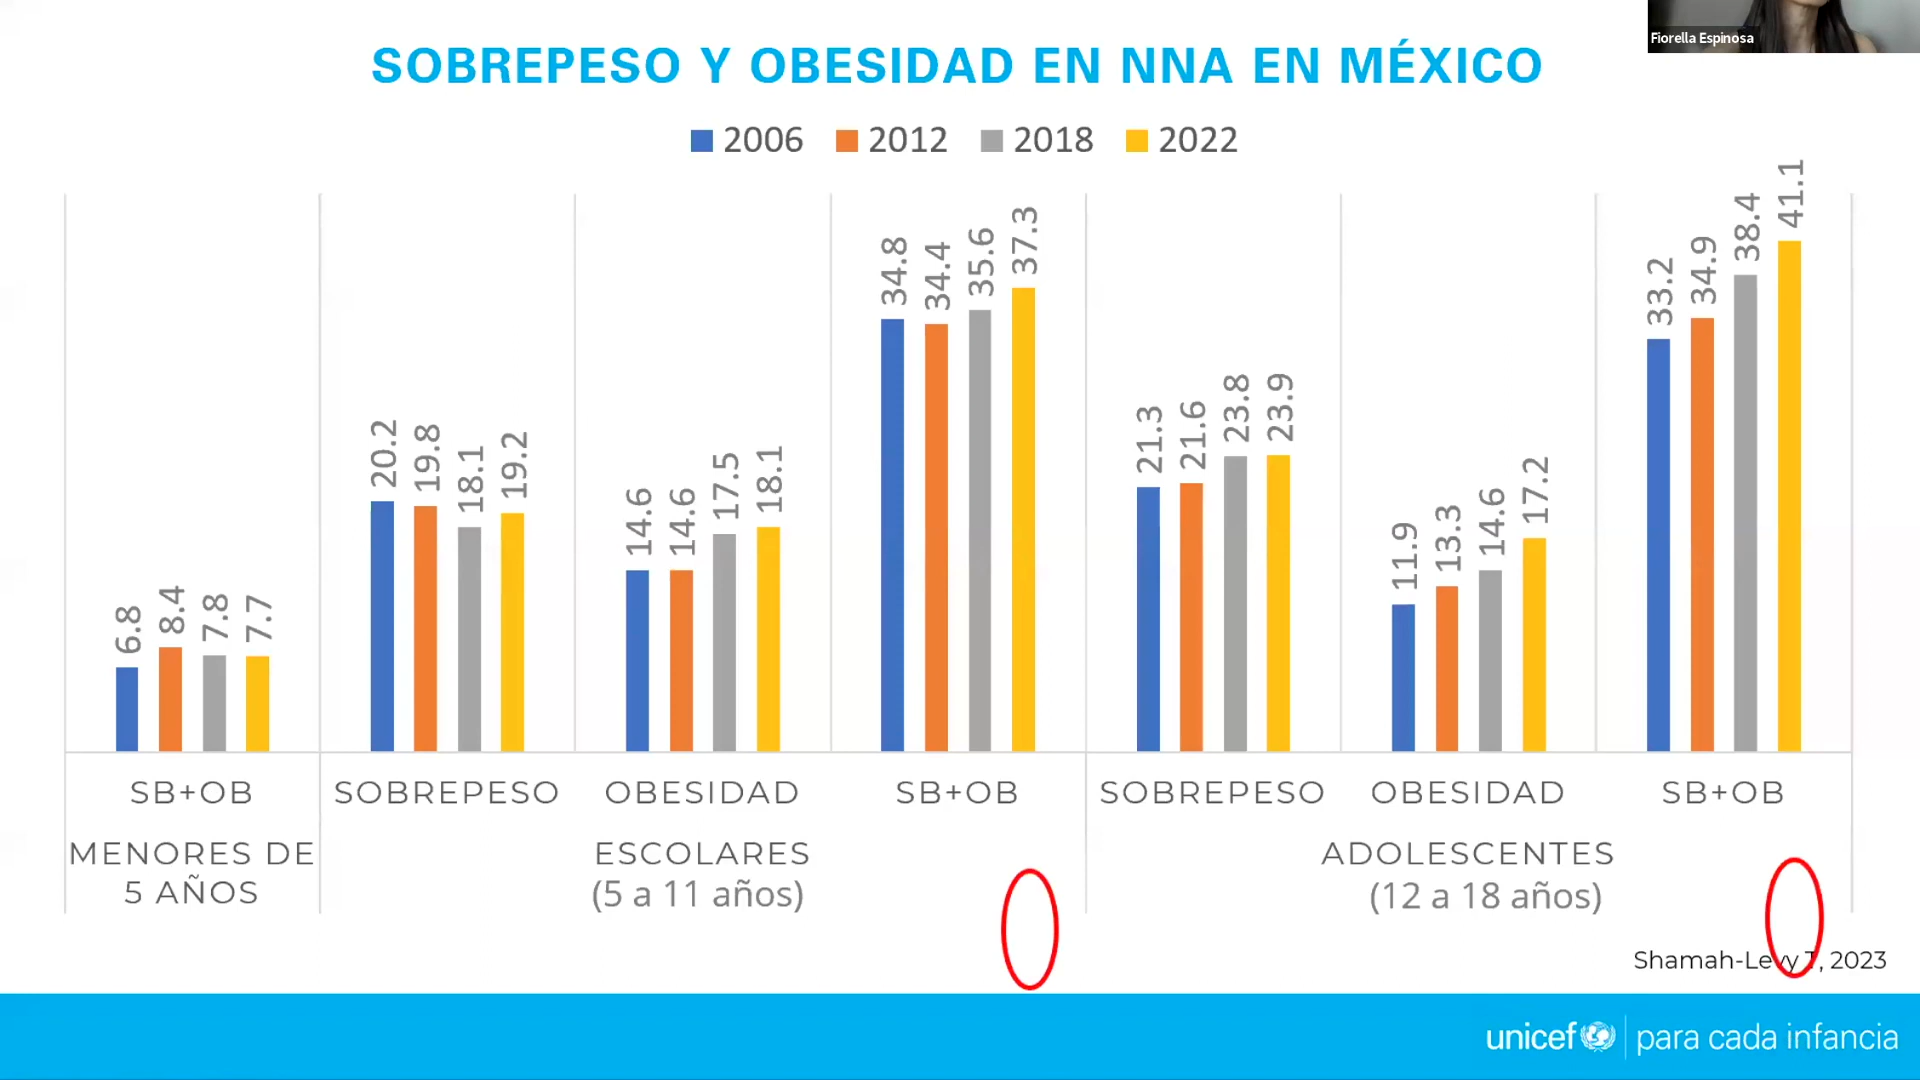 Fiorella Espinosa
SOBREPESO Y OBESIDAD EN NNA EN MÉXICO
2006 2012 2018 2022
6.8 8.4 7.8 7.7
20.2 19.8 18.1 19.2
14.6 14.6 17.5 18.1
34.8 34.4 35.6 37.3
21.3 21.6 23.8 23.9
11.9 13.3 14.6 17.2
33.2 34.9 38.4 41.1
SB+OB SOBREPESO OBESIDAD SB+OB SOBREPESO OBESIDAD SB+OB
MENORES DE
5 AÑOS
ESCOLARES
(5 a 11 años)
ADOLESCENTES
(12 a 18 años)
Shamah-Levy T, 2023
unicef para cada infancia